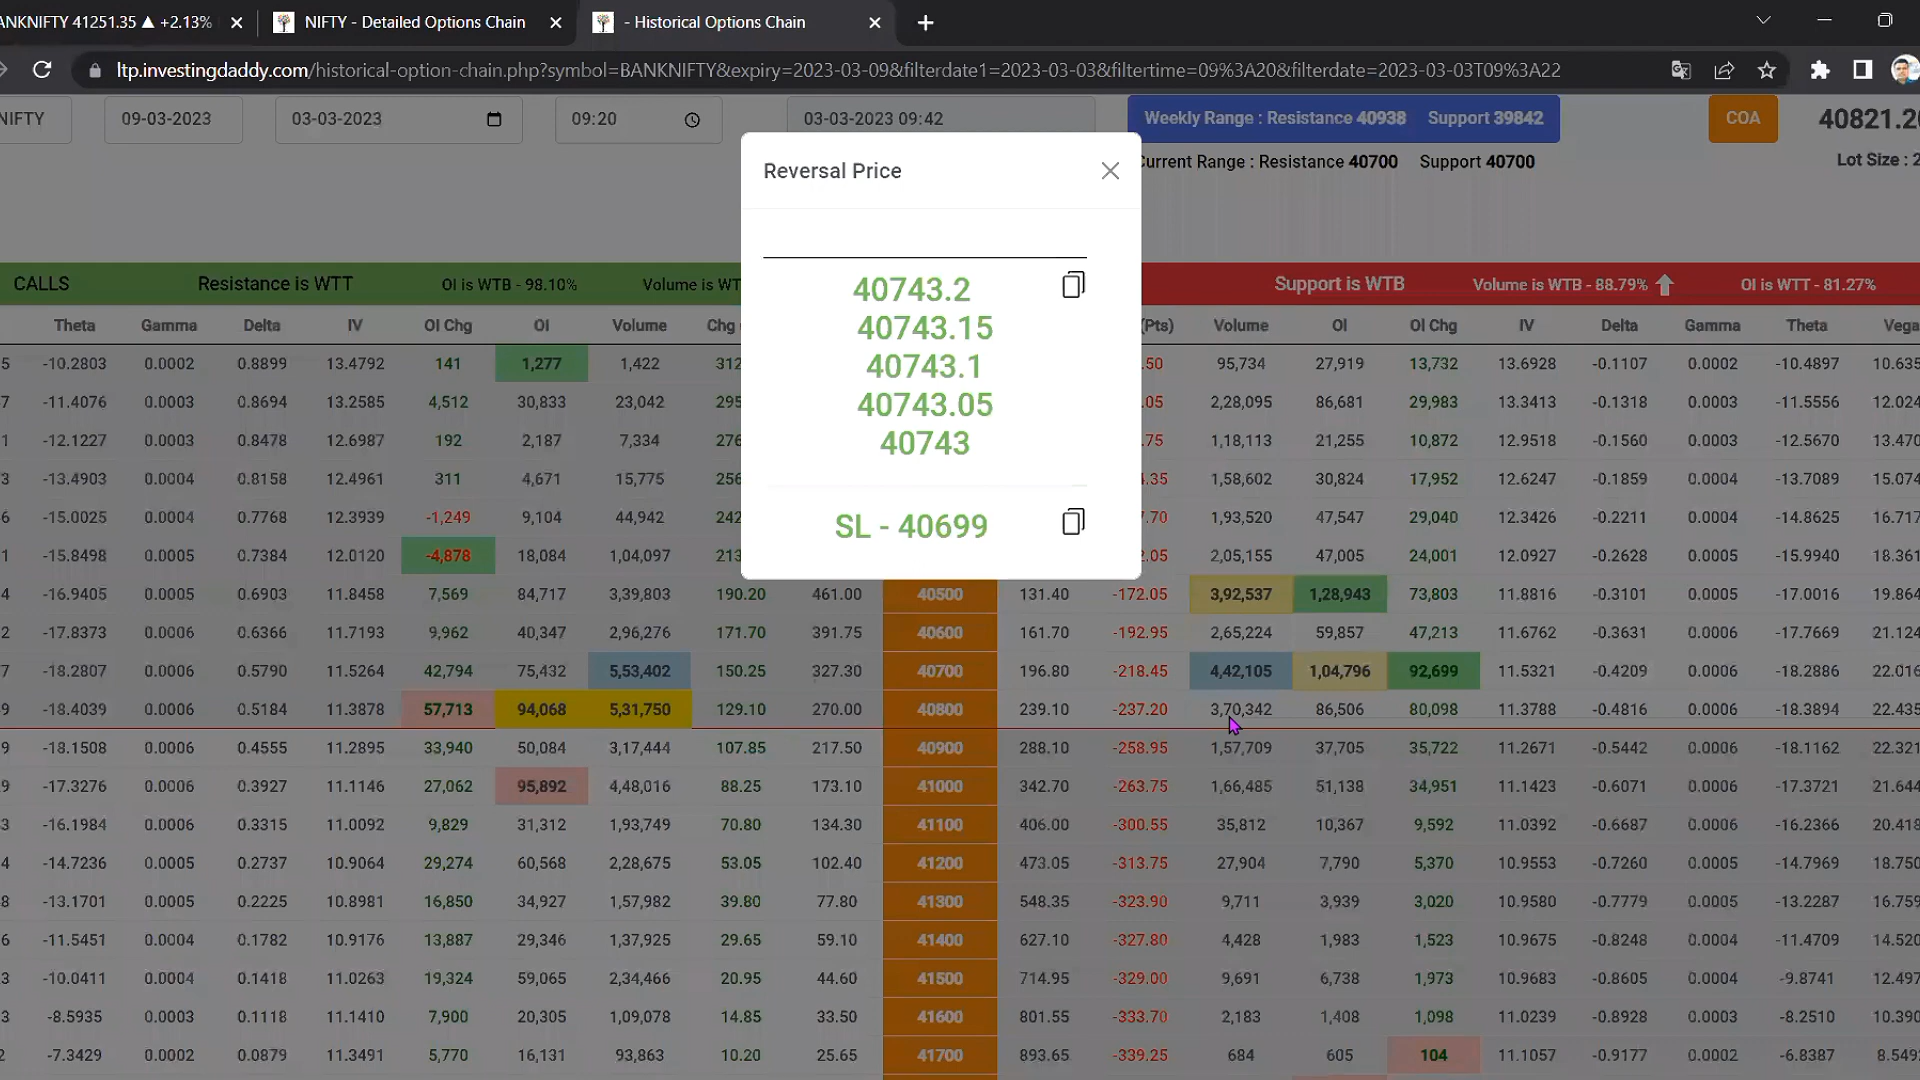 ANKNIFTY 41251.35 ▲ +2.13%
NIFTY - Detailed Options Chain
- Historical Options Chain
ltp.investingdaddy.com/historical-option-chain.php?symbol=BANKNIFTY&expiry=2023-03-09&filterdate1=2023-03-03&filtertime=09%3A20&filterdate=2023-03-03T09%3A22
NIFTY 09-03-2023 03-03-2023 09:20 03-03-2023 09:42 Weekly Range : Resistance 40938 Support 39842 COA 40821.20
Current Range : Resistance 40700 Support 40700 Lot Size : 2
Reversal Price
40743.2
40743.15
40743.1
40743.05
40743
SL - 40699
CALLS Resistance is WTT OI is WTB - 98.10% Volume is WT Support is WTB Volume is WTB - 88.79% OI is WTT - 81.27%
Theta Gamma Delta IV OI Chg OI Volume Chg (Pts) Volume OI OI Chg IV Delta Gamma Theta Vega
5 -10.2803 0.0002 0.8899 13.4792 141 1,277 1,422 312 .50 95,734 27,919 13,732 13.6928 -0.1107 0.0002 -10.4897 10.635
7 -11.4076 0.0003 0.8694 13.2585 4,512 30,833 23,042 295 .05 2,28,095 86,681 29,983 13.3413 -0.1318 0.0003 -11.5556 12.024
1 -12.1227 0.0003 0.8478 12.6987 192 2,187 7,334 276 .75 1,18,113 21,255 10,872 12.9518 -0.1560 0.0003 -12.5670 13.470
3 -13.4903 0.0004 0.8158 12.4961 311 4,671 15,775 256 .35 1,58,602 30,824 17,952 12.6247 -0.1859 0.0004 -13.7089 15.074
6 -15.0025 0.0004 0.7768 12.3939 -1,249 9,104 44,942 242 .70 1,93,520 47,547 29,040 12.3426 -0.2211 0.0004 -14.8625 16.717
1 -15.8498 0.0005 0.7384 12.0120 -4,878 18,084 1,04,097 213 .05 2,05,155 47,005 24,001 12.0927 -0.2628 0.0005 -15.9940 18.361
4 -16.9405 0.0005 0.6903 11.8458 7,569 84,717 3,39,803 190.20 461.00 40500 131.40 -172.05 3,92,537 1,28,943 73,803 11.8816 -0.3101 0.0005 -17.0016 19.864
2 -17.8373 0.0006 0.6366 11.7193 9,962 40,347 2,96,276 171.70 391.75 40600 161.70 -192.95 2,65,224 59,857 47,213 11.6762 -0.3631 0.0006 -17.7669 21.124
7 -18.2807 0.0006 0.5790 11.5264 42,794 75,432 5,53,402 150.25 327.30 40700 196.80 -218.45 4,42,105 1,04,796 92,699 11.5321 -0.4209 0.0006 -18.2886 22.016
9 -18.4039 0.0006 0.5184 11.3878 57,713 94,068 5,31,750 129.10 270.00 40800 239.10 -237.20 3,70,342 86,506 80,098 11.3788 -0.4816 0.0006 -18.3894 22.435
9 -18.1508 0.0006 0.4555 11.2895 33,940 50,084 3,17,444 107.85 217.50 40900 288.10 -258.95 1,57,709 37,705 35,722 11.2671 -0.5442 0.0006 -18.1162 22.321
9 -17.3276 0.0006 0.3927 11.1146 27,062 95,892 4,48,016 88.25 173.10 41000 342.70 -263.75 1,66,485 51,138 34,951 11.1423 -0.6071 0.0006 -17.3721 21.644
3 -16.1984 0.0006 0.3315 11.0092 9,829 31,312 1,93,749 70.80 134.30 41100 406.00 -300.55 35,812 10,367 9,592 11.0392 -0.6687 0.0006 -16.2366 20.418
4 -14.7236 0.0005 0.2737 10.9064 29,274 60,568 2,28,675 53.05 102.40 41200 473.05 -313.75 27,904 7,790 5,370 10.9553 -0.7260 0.0005 -14.7969 18.750
8 -13.1701 0.0005 0.2225 10.8981 16,850 34,927 1,57,982 39.80 77.80 41300 548.35 -323.90 9,711 3,939 3,020 10.9580 -0.7779 0.0005 -13.2287 16.759
6 -11.5451 0.0004 0.1782 10.9176 13,887 29,346 1,37,925 29.65 59.10 41400 627.10 -327.80 4,428 1,983 1,523 10.9675 -0.8248 0.0004 -11.4709 14.520
3 -10.0411 0.0004 0.1418 11.0263 19,324 59,065 2,34,466 20.95 44.60 41500 714.95 -329.00 9,691 6,738 1,973 10.9683 -0.8605 0.0004 -9.8741 12.497
3 -8.5935 0.0003 0.1118 11.1410 7,900 20,305 1,09,078 14.85 33.50 41600 801.55 -333.70 2,183 1,408 1,098 11.0239 -0.8928 0.0003 -8.2510 10.390
2 -7.3429 0.0002 0.0879 11.3491 5,770 16,131 93,863 10.20 25.65 41700 893.65 -339.25 684 605 104 11.1057 -0.9177 0.0002 -6.8387 8.549